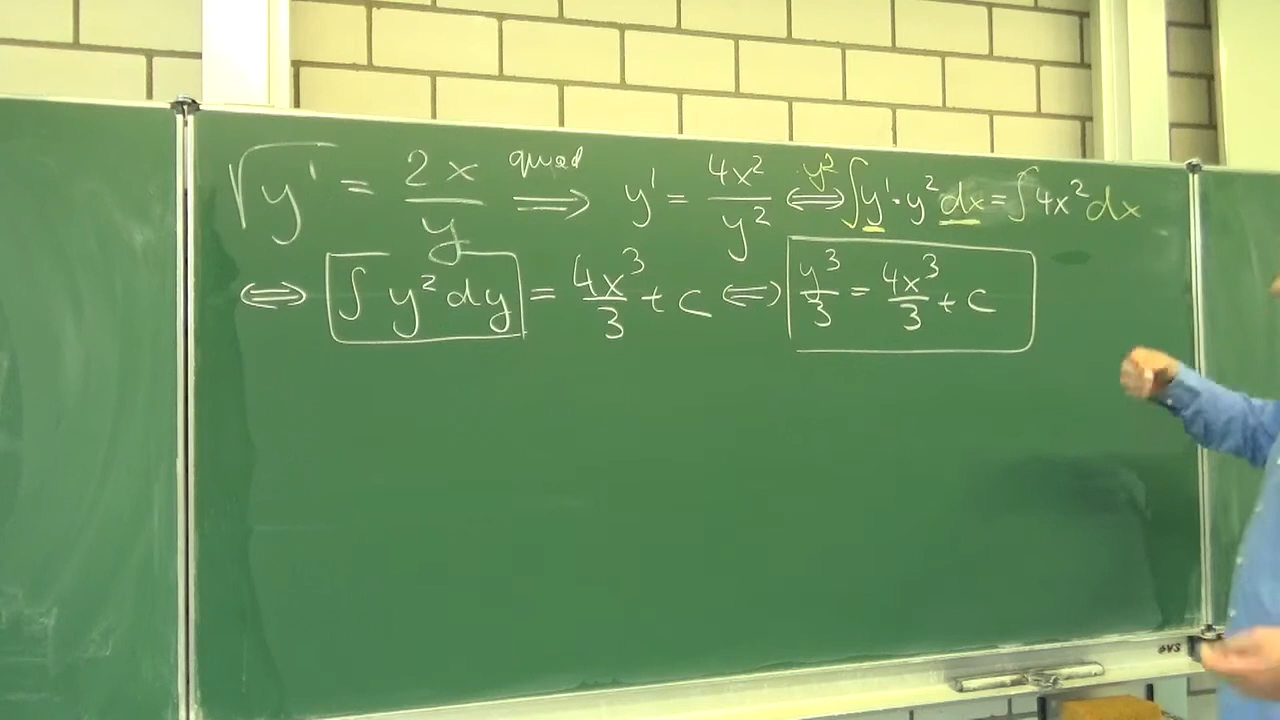 √y' = 2x/y quad ⟹ y' = 4x²/y² ⟺ y² ∫y'·y² dx = ∫4x² dx
⟺ ∫y² dy = 4x³/3 + c ⟺ y³/3 = 4x³/3 + c